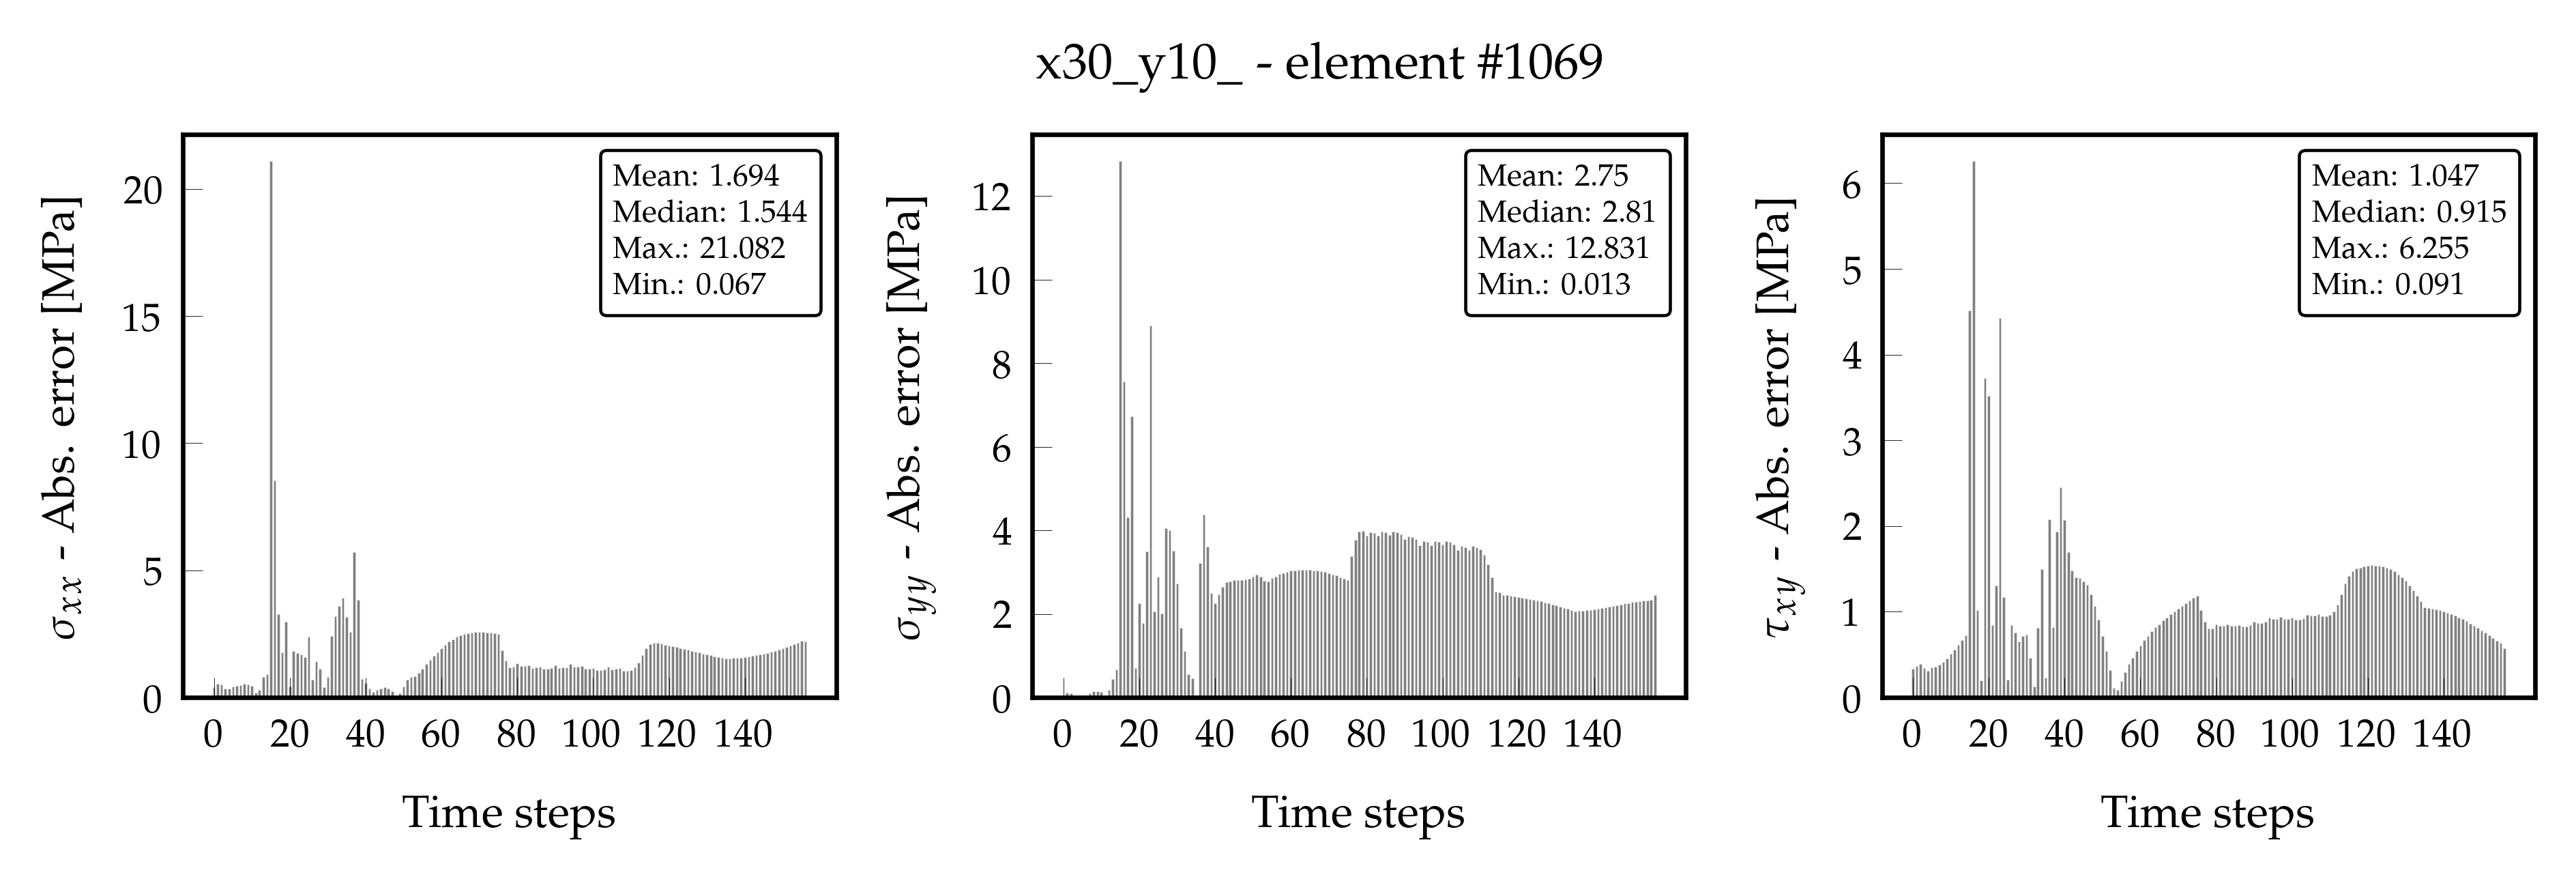 x30_y10_ - element #1069
σxx - Abs. error [MPa]
20
15
10
5
0
Mean: 1.694
Median: 1.544
Max.: 21.082
Min.: 0.067
0 20 40 60 80 100 120 140
Time steps
σyy - Abs. error [MPa]
12
10
8
6
4
2
0
Mean: 2.75
Median: 2.81
Max.: 12.831
Min.: 0.013
0 20 40 60 80 100 120 140
Time steps
τxy - Abs. error [MPa]
6
5
4
3
2
1
0
Mean: 1.047
Median: 0.915
Max.: 6.255
Min.: 0.091
0 20 40 60 80 100 120 140
Time steps